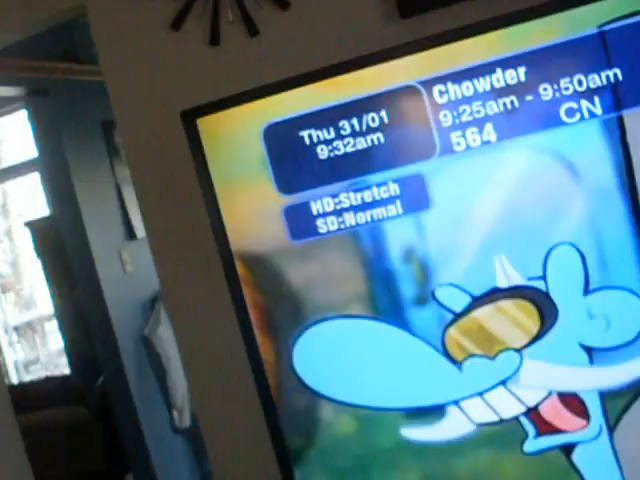 Thu 31/01
9:32am
Chowder
9:25am - 9:50am
564 CN
HD:Stretch
SD:Normal